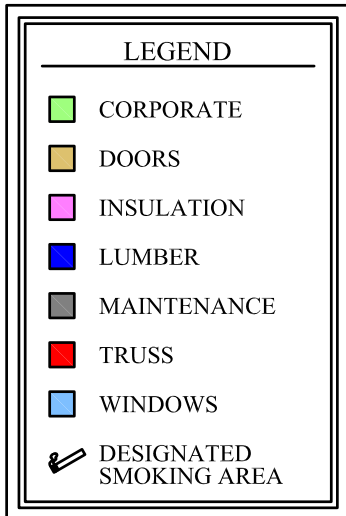 LEGEND
CORPORATE
DOORS
INSULATION
LUMBER
MAINTENANCE
TRUSS
WINDOWS
DESIGNATED
SMOKING AREA